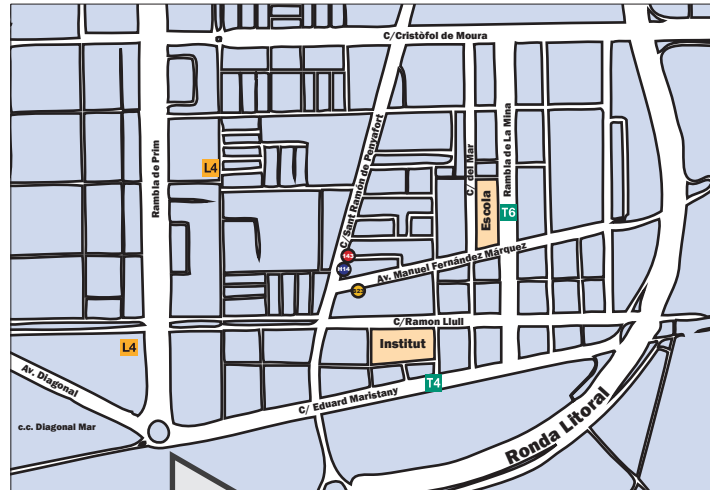 C/Cristòfol de Moura
Rambla de Prim
L4
C/Sant Ramón de Penyafort
C/ del Mar
Rambla de La Mina
Escola
T6
143
H14
Av. Manuel Fernández Márquez
C/Ramon Llull
Institut
L4
T4
Av. Diagonal
C/ Eduard Maristany
c.c. Diagonal Mar
Ronda Litoral